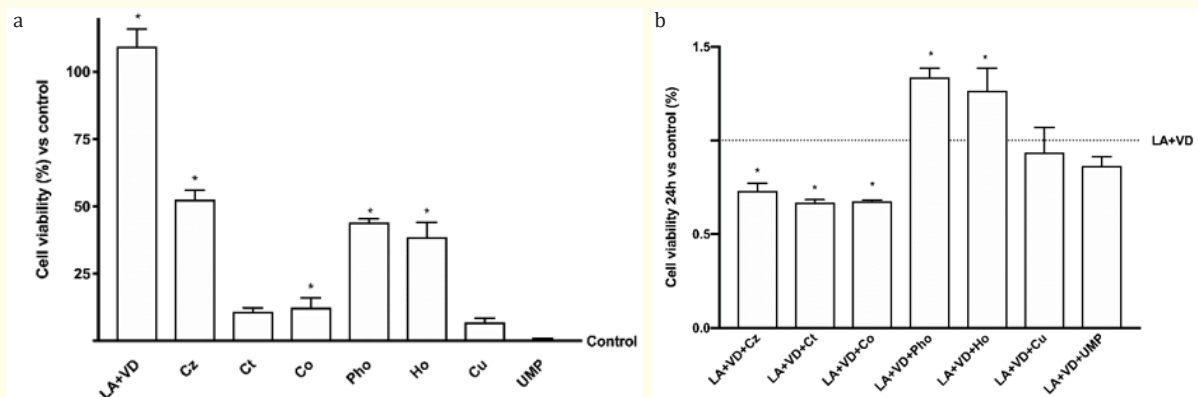 a
Cell viability (%) vs control
100
75
50
25
*
*
*
*
*
Control
LA+VD
Cz
Ct
Co
Pho
Ho
Cu
UMP
b
Cell viability 24h vs control (%)
1.5
1.0
0.5
0.0
*
*
*
*
*
LA+VD
LA+VD+Cz
LA+VD+Ct
LA+VD+Co
LA+VD+Pho
LA+VD+Ho
LA+VD+Cu
LA+VD+UMP